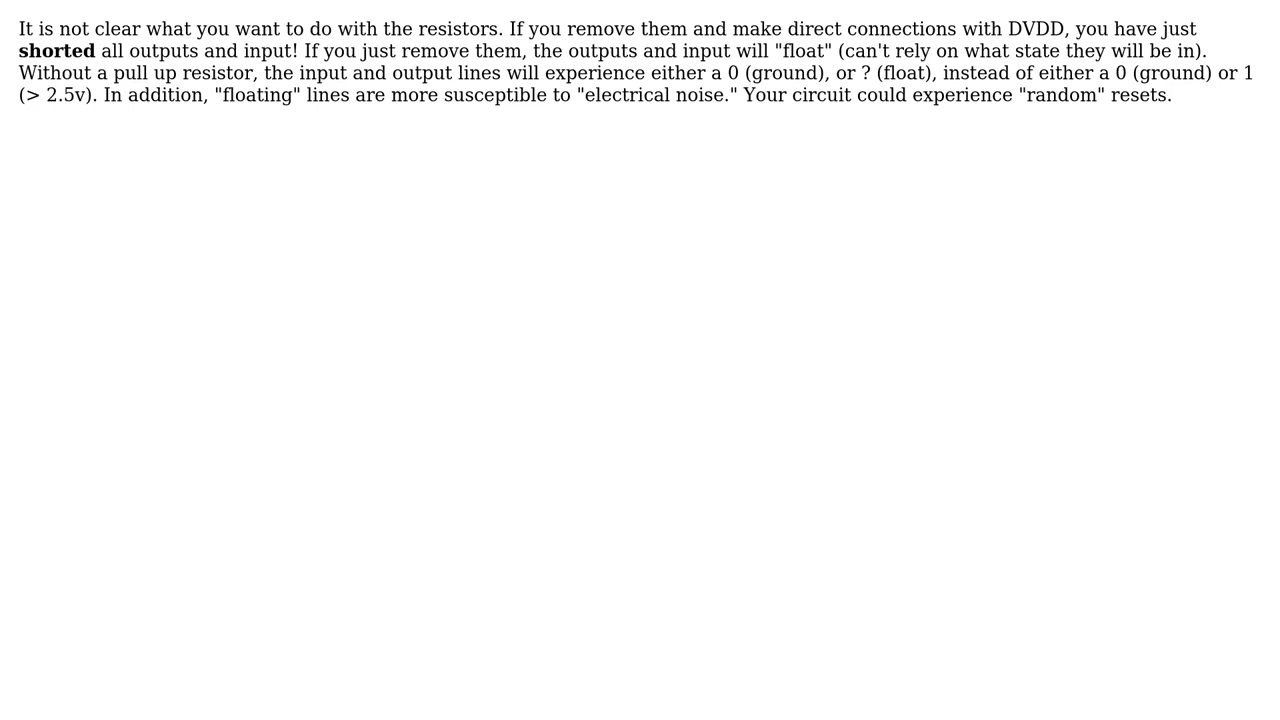 It is not clear what you want to do with the resistors. If you remove them and make direct connections with DVDD, you have just
shorted all outputs and input! If you just remove them, the outputs and input will "float" (can't rely on what state they will be in).
Without a pull up resistor, the input and output lines will experience either a 0 (ground), or ? (float), instead of either a 0 (ground) or 1
(> 2.5v). In addition, "floating" lines are more susceptible to "electrical noise." Your circuit could experience "random" resets.